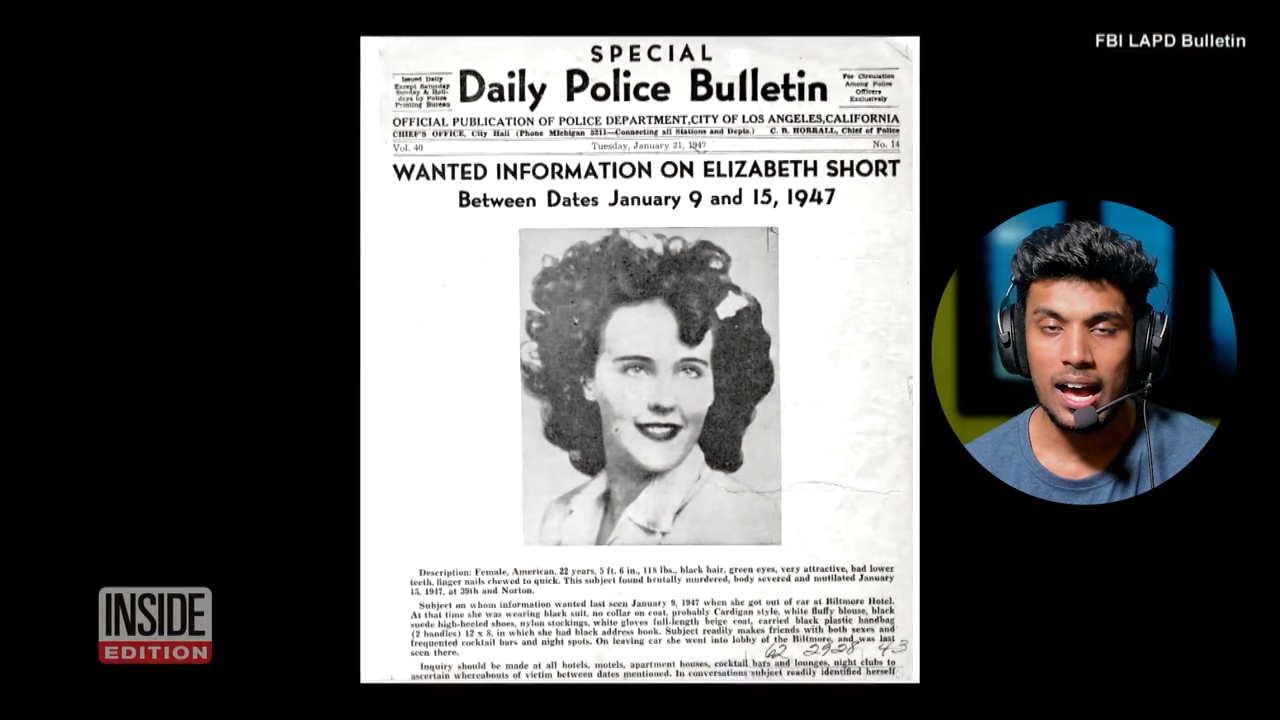 FBI LAPD Bulletin
SPECIAL
Issued Daily
Except Saturday
Sunday & Holi-
days by Police
Printing Bureau
Daily Police Bulletin
For Circulation
Among Police
Officers
Exclusively
OFFICIAL PUBLICATION OF POLICE DEPARTMENT, CITY OF LOS ANGELES, CALIFORNIA
CHIEF'S OFFICE, City Hall (Phone MIchigan 5211—Connecting all Stations and Depts.) C. B. HORRALL, Chief of Police
Vol. 40 Tuesday, January 21, 1947 No. 14
WANTED INFORMATION ON ELIZABETH SHORT
Between Dates January 9 and 15, 1947
Description: Female, American, 22 years, 5 ft. 6 in., 118 lbs., black hair, green eyes, very attractive, bad lower
teeth, finger nails chewed to quick. This subject found brutally murdered, body severed and mutilated January
15, 1947, at 39th and Norton.
Subject on whom information wanted last seen January 9, 1947 when she got out of car at Biltmore Hotel.
At that time she was wearing black suit, no collar on coat, probably Cardigan style, white fluffy blouse, black
suede high-heeled shoes, nylon stockings, white gloves full-length beige coat, carried black plastic handbag
(2 handles) 12 x 8, in which she had black address book. Subject readily makes friends with both sexes and
frequented cocktail bars and night spots. On leaving car she went into lobby of the Biltmore, and was last
seen there.
62 2928 43
Inquiry should be made at all hotels, motels, apartment houses, cocktail bars and lounges, night clubs to
ascertain whereabouts of victim between dates mentioned. In conversations subject readily identified herself
INSIDE
EDITION